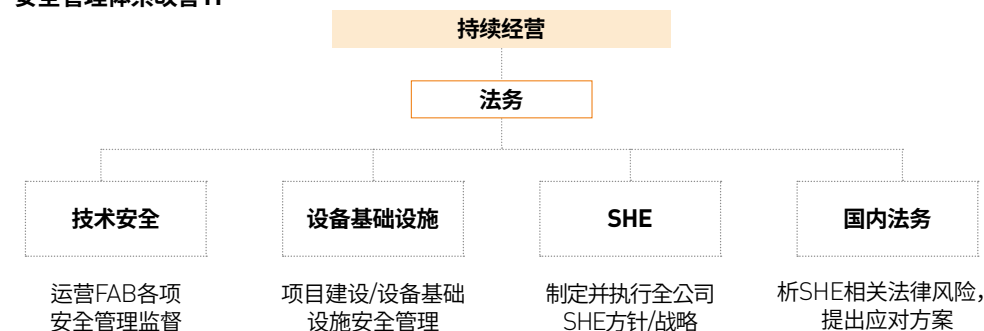 持续经营
法务
技术安全
设备基础设施
SHE
国内法务
运营FAB各项
安全管理监督
项目建设/设备基础
设施安全管理
制定并执行全公司
SHE方针/战略
析SHE相关法律风险，
提出应对方案